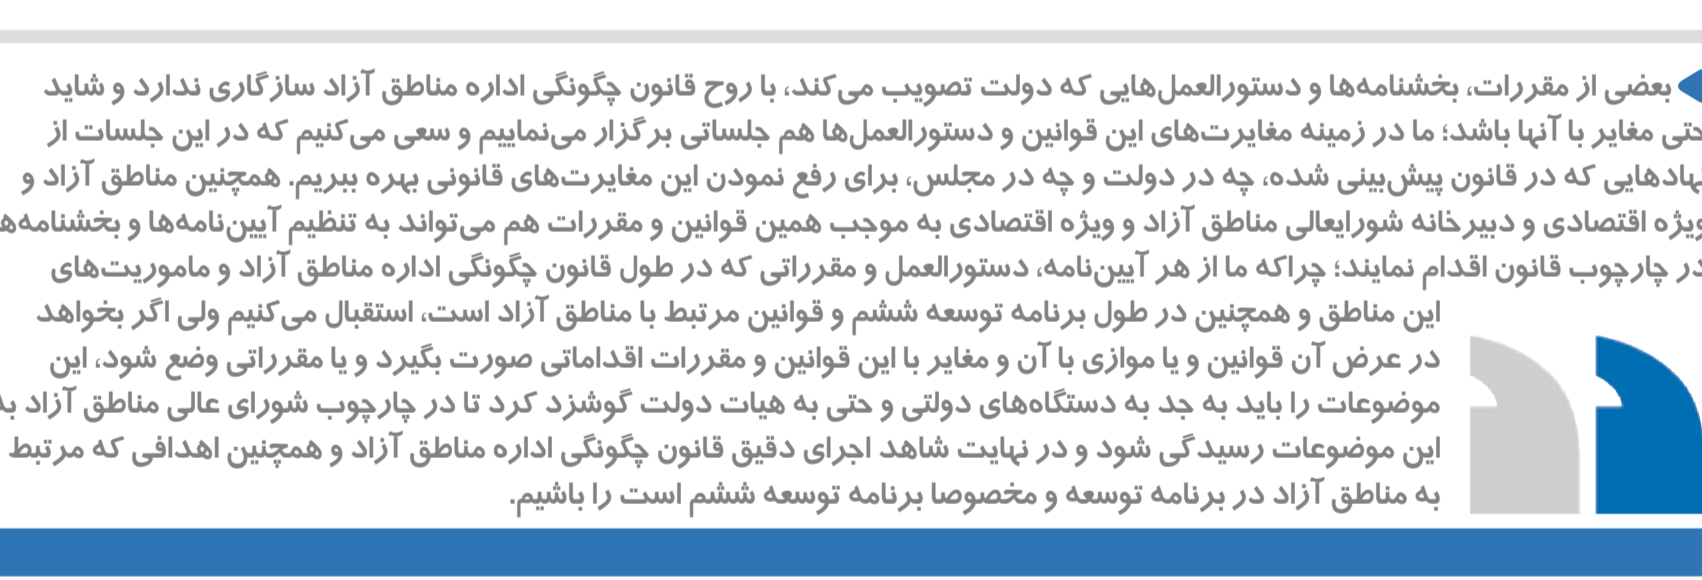 بعضی از مقررات، بخشنامه‌ها و دستورالعمل‌هایی که دولت تصویب می‌کند، با روح قانون چگونگی اداره مناطق آزاد سازگاری ندارد و شاید
حتی مغایر با آنها باشد؛ ما در زمینه مغایرت‌های این قوانین و دستورالعمل‌ها هم جلساتی برگزار می‌نماییم و سعی می‌کنیم که در این جلسات از
نهادهایی که در قانون پیش‌بینی شده، چه در دولت و چه در مجلس، برای رفع نمودن این مغایرت‌های قانونی بهره ببریم. همچنین مناطق آزاد و
ویژه اقتصادی و دبیرخانه شورایعالی مناطق آزاد و ویژه اقتصادی به موجب همین قوانین و مقررات هم می‌تواند به تنظیم آیین‌نامه‌ها و بخشنامه‌ها
در چارچوب قانون اقدام نمایند؛ چراکه ما از هر آیین‌نامه، دستورالعمل و مقرراتی که در طول قانون چگونگی اداره مناطق آزاد و ماموریت‌های
این مناطق و همچنین در طول برنامه توسعه ششم و قوانین مرتبط با مناطق آزاد است، استقبال می‌کنیم ولی اگر بخواهد
در عرض آن قوانین و یا موازی با آن و مغایر با این قوانین و مقررات اقداماتی صورت بگیرد و یا مقرراتی وضع شود، این
موضوعات را باید به جد به دستگاه‌های دولتی و حتی به هیات دولت گوشزد کرد تا در چارچوب شورای عالی مناطق آزاد به
این موضوعات رسیدگی شود و در نهایت شاهد اجرای دقیق قانون چگونگی اداره مناطق آزاد و همچنین اهدافی که مرتبط
به مناطق آزاد در برنامه توسعه و مخصوصا برنامه توسعه ششم است را باشیم.